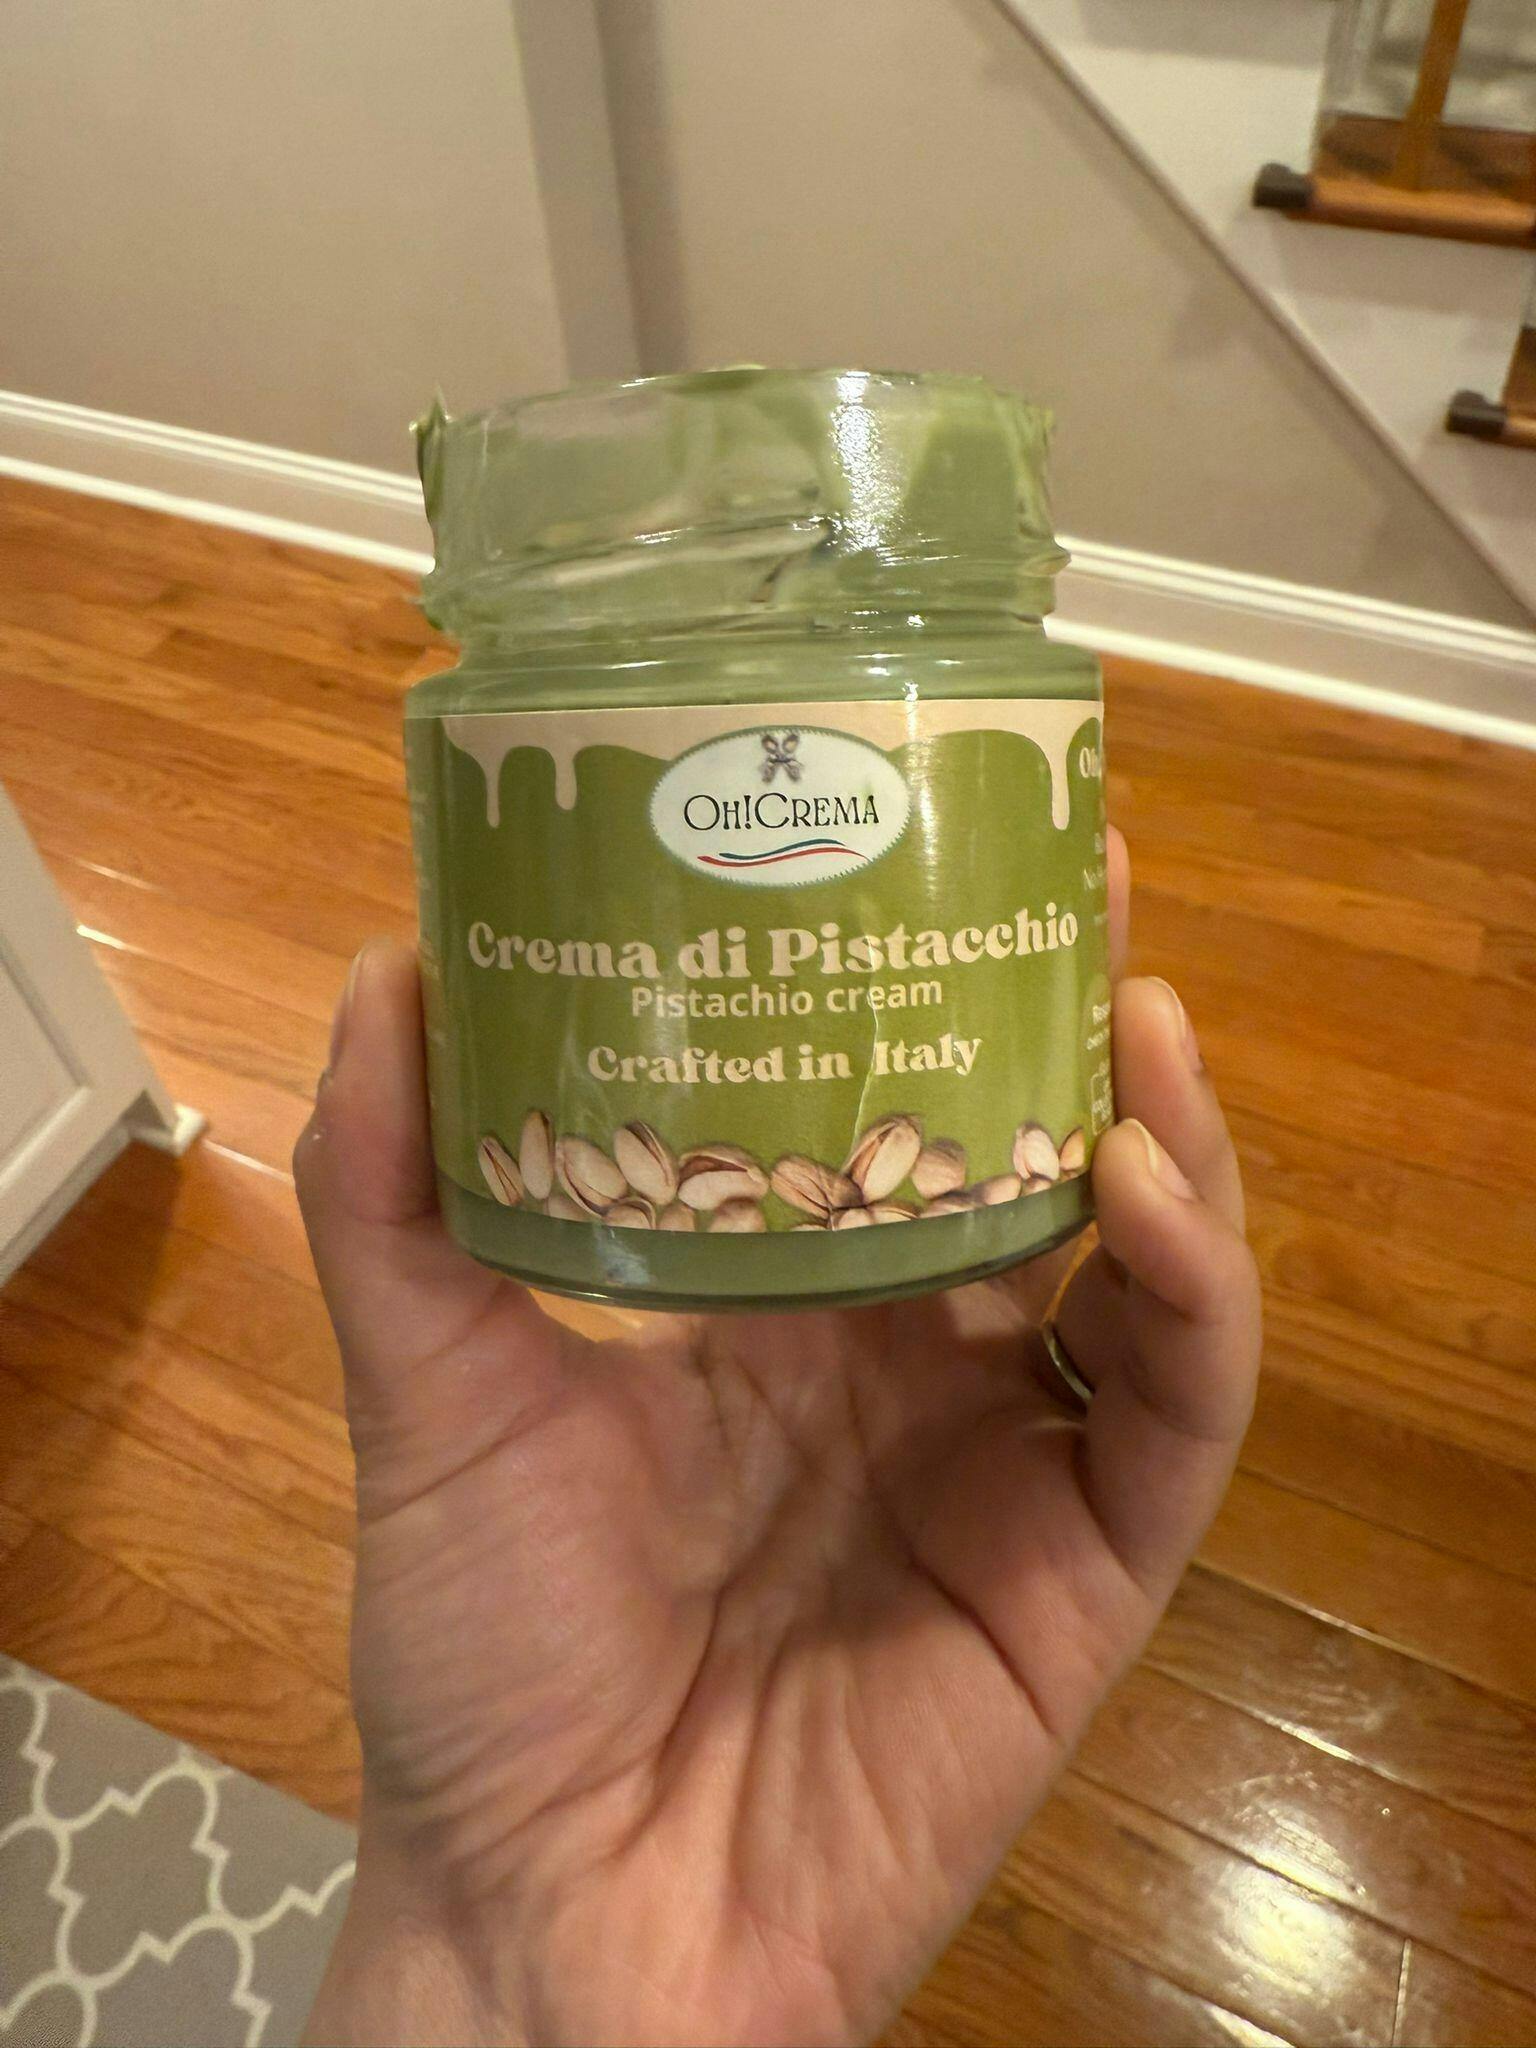 Oh!Crema
Crema di Pistacchio
Pistachio cream
Crafted in Italy